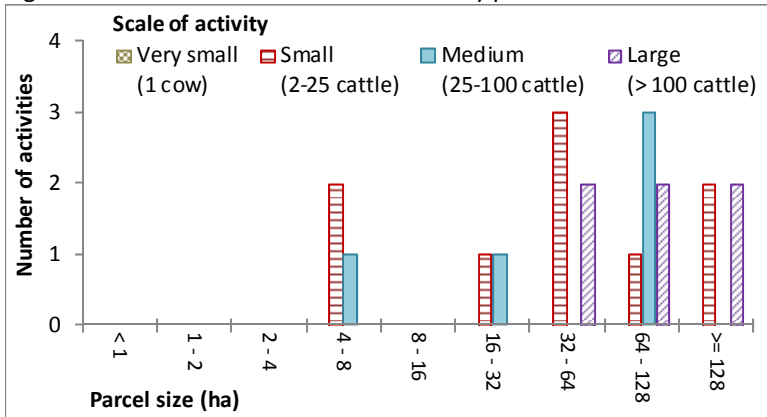 Scale of activity
Very small Small Medium Large
(1 cow) (2-25 cattle) (25-100 cattle) (> 100 cattle)
Number of activities
4
3
2
1
0
< 1
1 - 2
2 - 4
4 - 8
8 - 16
16 - 32
32 - 64
64 - 128
>= 128
Parcel size (ha)